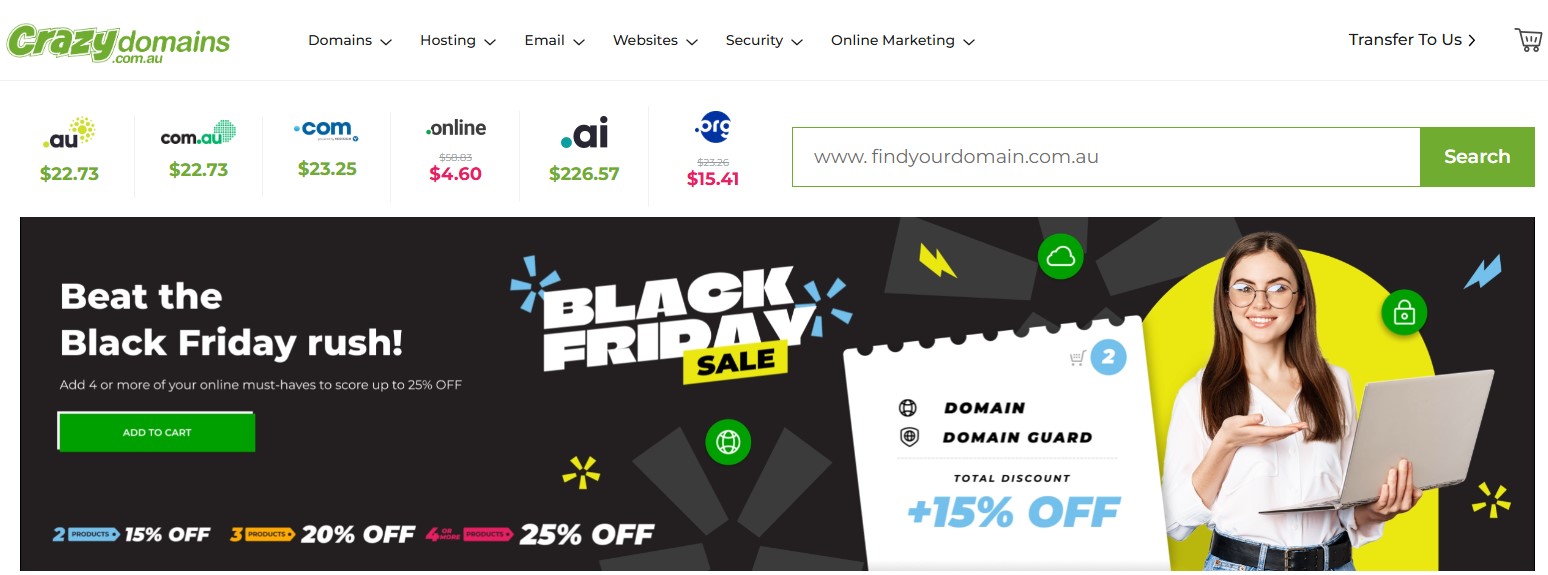 Crazy domains
.com.au
Domains
Hosting
Email
Websites
Security
Online Marketing
Transfer To Us
.au
$22.73
com.au
$22.73
.com
$23.25
.online
$58.83
$4.60
.ai
$226.57
.org
$23.26
$15.41
www. findyourdomain.com.au
Search
Beat the
Black Friday rush!
Add 4 or more of your online must-haves to score up to 25% OFF
ADD TO CART
2 PRODUCTS 15% OFF
3 PRODUCTS 20% OFF
4 OR MORE PRODUCTS 25% OFF
BLACK
FRIDAY
SALE
2
DOMAIN
DOMAIN GUARD
TOTAL DISCOUNT
+15% OFF